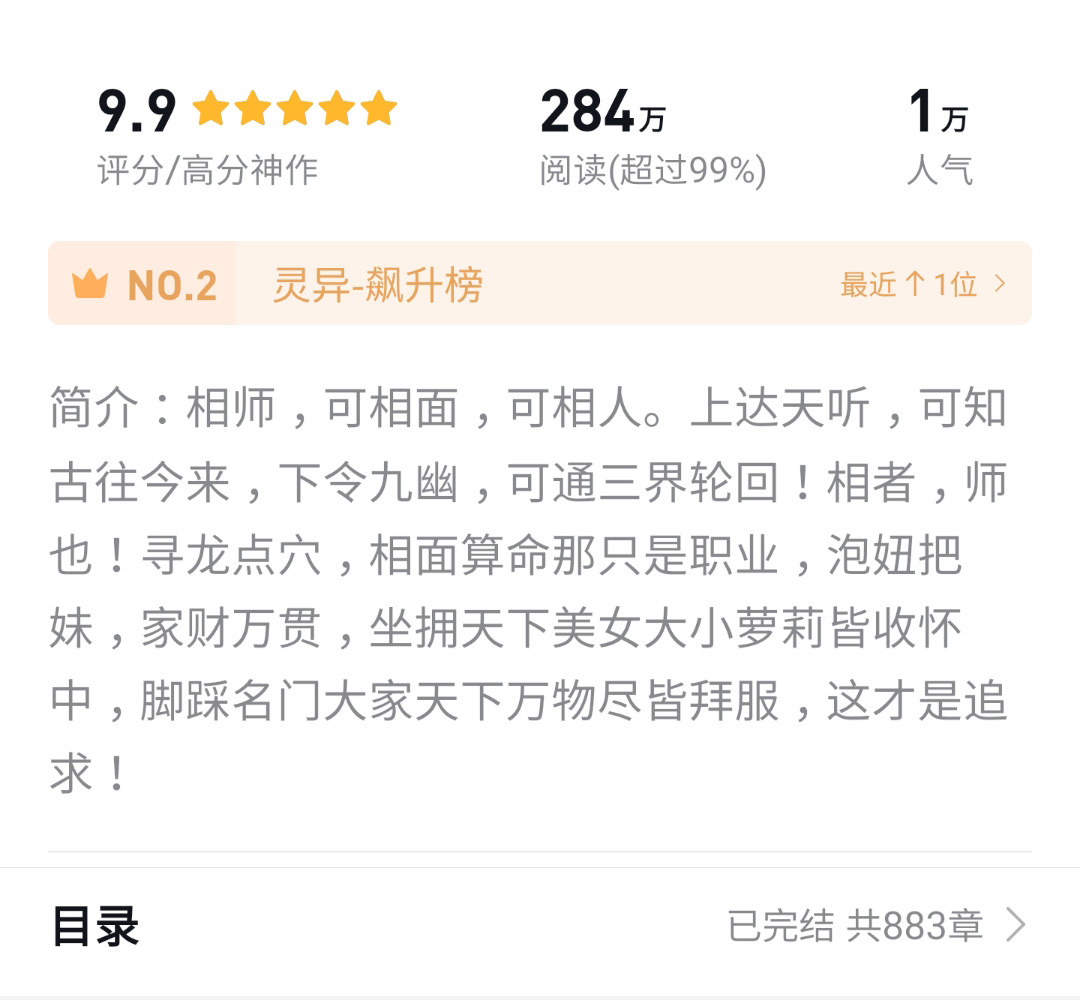 9.9 284万 1万
评分/高分神作 阅读(超过99%) 人气
NO.2 灵异-飙升榜 最近↑1位 >
简介：相师，可相面，可相人。上达天听，可知
古往今来，下令九幽，可通三界轮回！相者，师
也！寻龙点穴，相面算命那只是职业，泡妞把
妹，家财万贯，坐拥天下美女大小萝莉皆收怀
中，脚踩名门大家天下万物尽皆拜服，这才是追
求！
目录 已完结 共883章 >